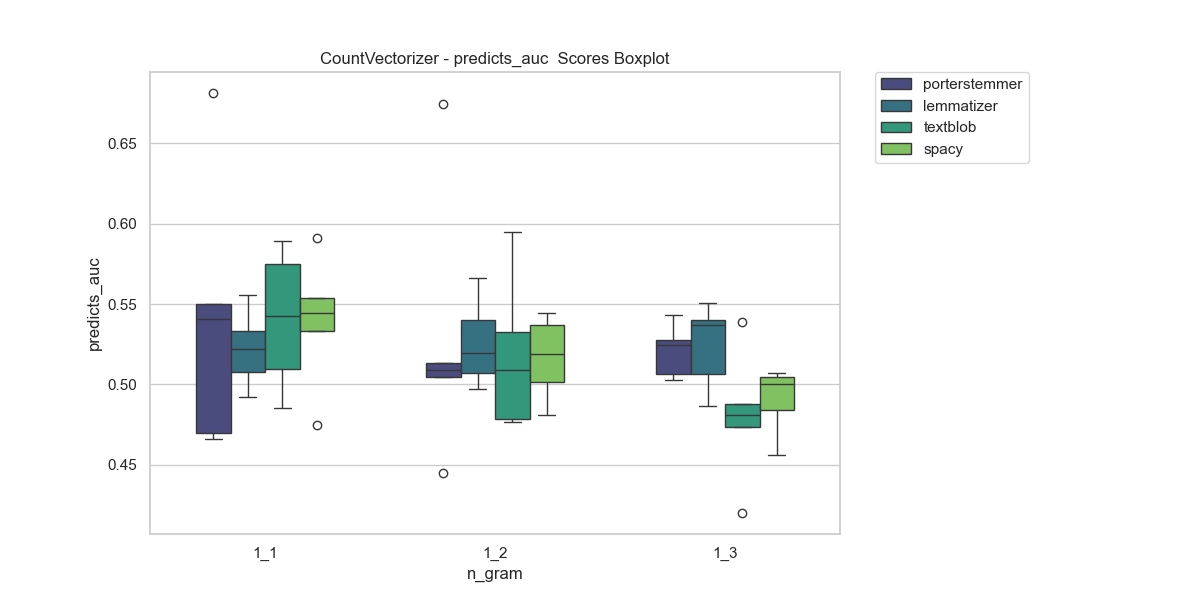 CountVectorizer - predicts_auc  Scores Boxplot
porterstemmer
lemmatizer
textblob
spacy
predicts_auc
0.65
0.60
0.55
0.50
0.45
1_1
1_2
1_3
n_gram